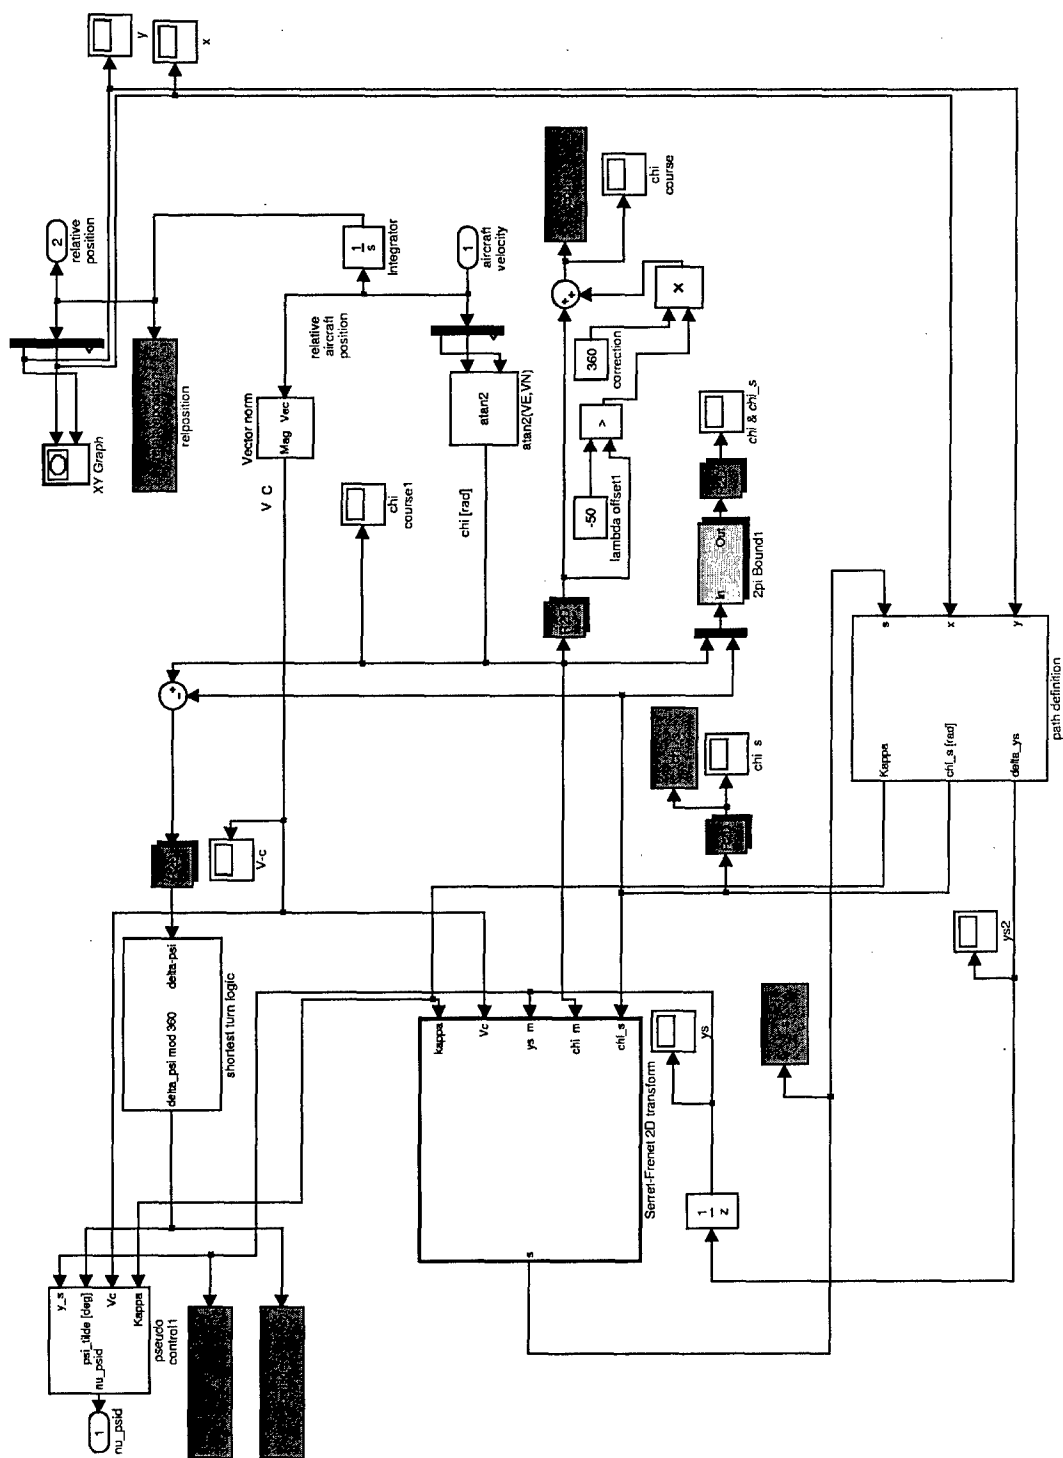 y
x
2
relative
position
XY Graph
relposition
1
s
Integrator
1
aircraft
velocity
relative
aircraft
position
Vector norm
Mag Vec
V C
atan2
atan2(VE,VN)
chi [rad]
chi
course1
chi
course
360
correction
x
>
-50
lambda offset1
In Out
2pi Bound1
chi & chi_s
chi_s
V-c
delta_psi mod 360 delta-psi
shortest turn logic
y_s
psi_tilde [deg]
nu_psid
Vc
Kappa
pseudo
control1
1
nu_psid
kappa
Vc
ys m
chi m
chi_s
s
Serret-Frenet 2D transform
ys
1
z
ys2
Kappa s
chi_s [rad] x
delta_ys y
path definition